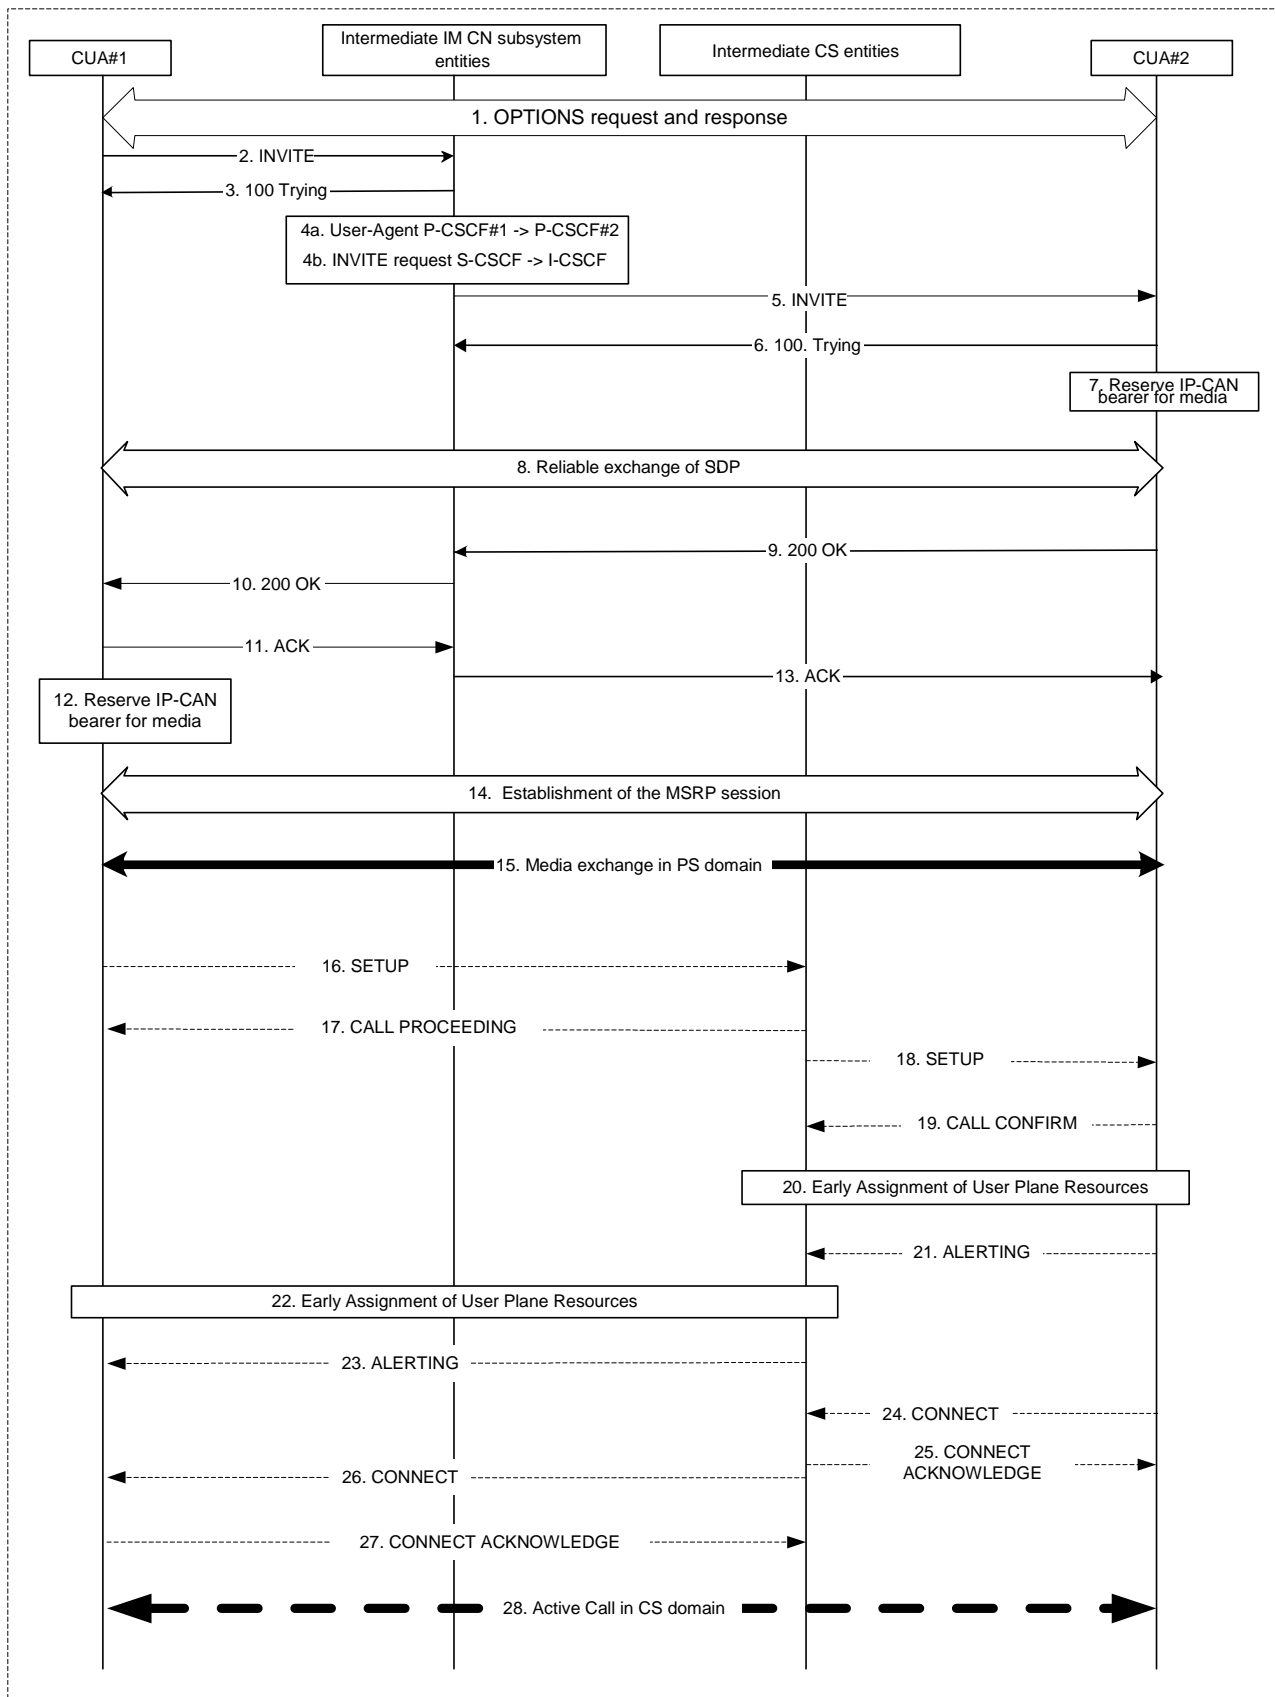 CUA#1
Intermediate IM CN subsystem
entities
Intermediate CS entities
CUA#2
1. OPTIONS request and response
2. INVITE
3. 100 Trying
4a. User-Agent P-CSCF#1 -> P-CSCF#2
4b. INVITE request S-CSCF -> I-CSCF
5. INVITE
6. 100. Trying
7. Reserve IP-CAN
bearer for media
8. Reliable exchange of SDP
9. 200 OK
10. 200 OK
11. ACK
13. ACK
12. Reserve IP-CAN
bearer for media
14. Establishment of the MSRP session
15. Media exchange in PS domain
16. SETUP
17. CALL PROCEEDING
18. SETUP
19. CALL CONFIRM
20. Early Assignment of User Plane Resources
21. ALERTING
22. Early Assignment of User Plane Resources
23. ALERTING
24. CONNECT
25. CONNECT
ACKNOWLEDGE
26. CONNECT
27. CONNECT ACKNOWLEDGE
28. Active Call in CS domain